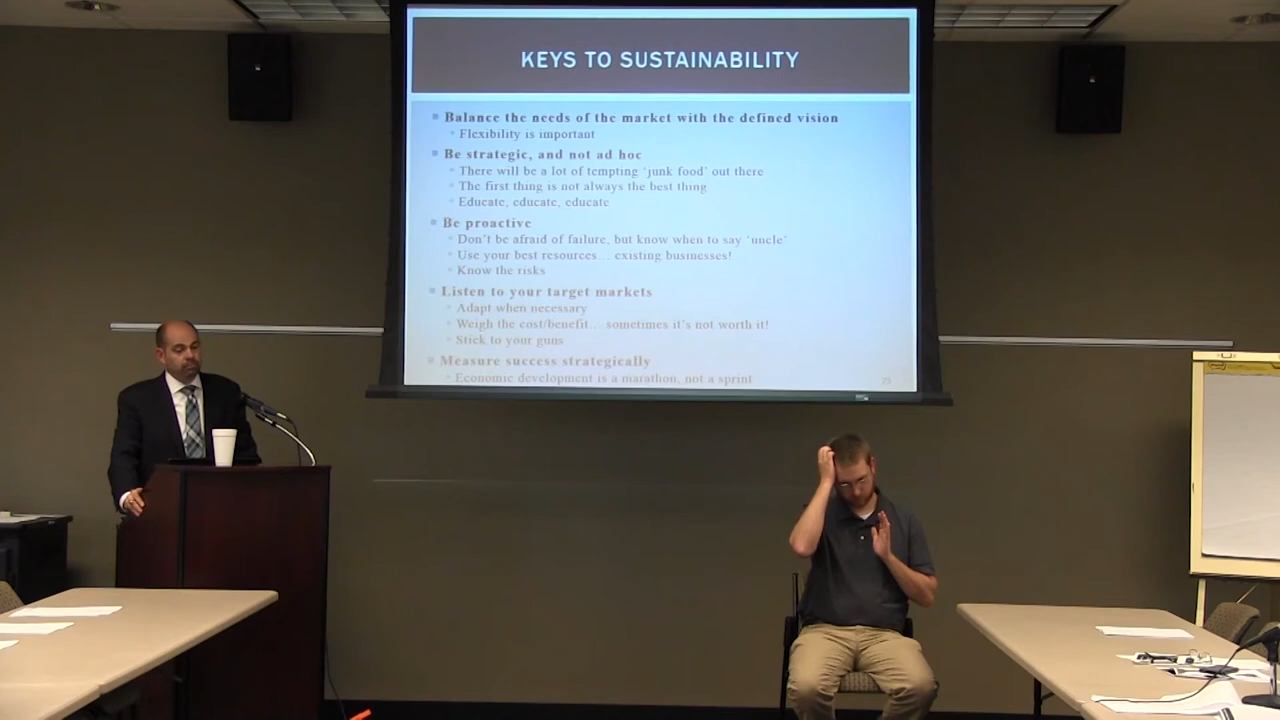 KEYS TO SUSTAINABILITY
Balance the needs of the market with the defined vision
Flexibility is important
Be strategic, and not ad hoc
There will be a lot of tempting ‘junk food’ out there
The first thing is not always the best thing
Educate, educate, educate
Be proactive
Don’t be afraid of failure, but know when to say ‘uncle’
Use your best resources… existing businesses!
Know the risks
Listen to your target markets
Adapt when necessary
Weigh the cost/benefit… sometimes it’s not worth it!
Stick to your guns
Measure success strategically
Economic development is a marathon, not a sprint